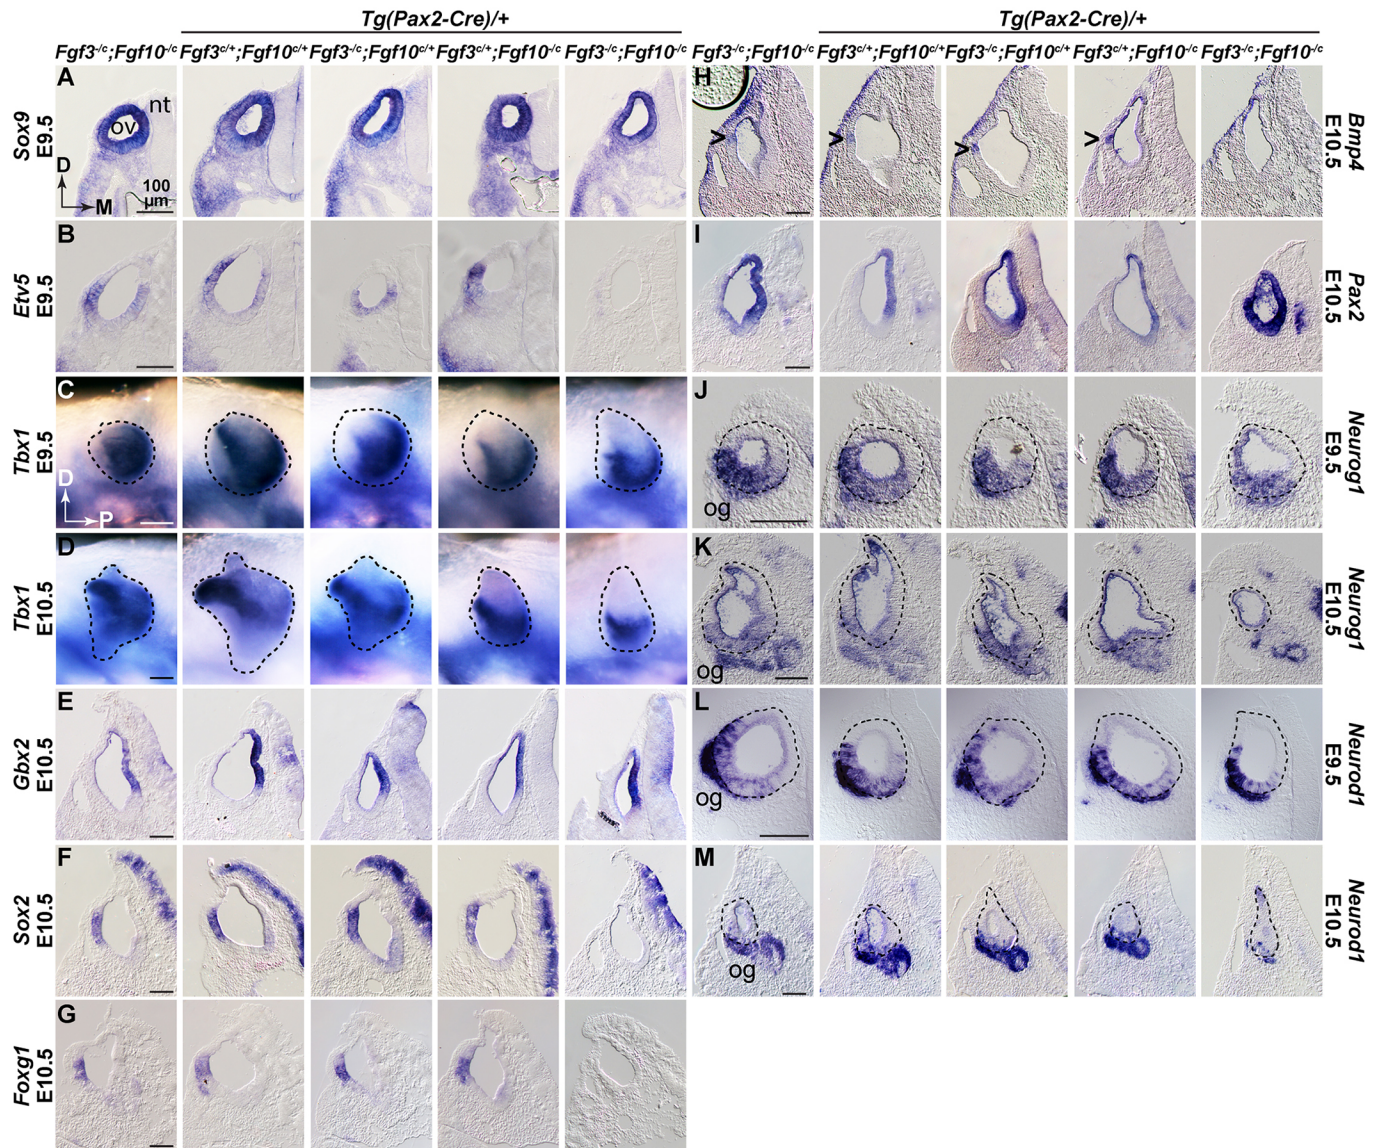 Tg(Pax2-Cre)/+
Tg(Pax2-Cre)/+
Fgf3-/c;Fgf10-/c Fgf3c/+;Fgf10c/+ Fgf3-/c;Fgf10c/+ Fgf3c/+;Fgf10-/c Fgf3-/c;Fgf10-/c
Fgf3-/c;Fgf10-/c Fgf3c/+;Fgf10c/+ Fgf3-/c;Fgf10c/+ Fgf3c/+;Fgf10-/c Fgf3-/c;Fgf10-/c
A
Sox9
E9.5
nt
ov
D
M
100
µm
B
Etv5
E9.5
C
Tbx1
E9.5
D
P
D
Tbx1
E10.5
E
Gbx2
E10.5
F
Sox2
E10.5
G
Foxg1
E10.5
H
>
>
>
>
Bmp4
E10.5
I
Pax2
E10.5
J
og
Neurog1
E9.5
K
og
Neurog1
E10.5
L
og
Neurod1
E9.5
M
og
Neurod1
E10.5